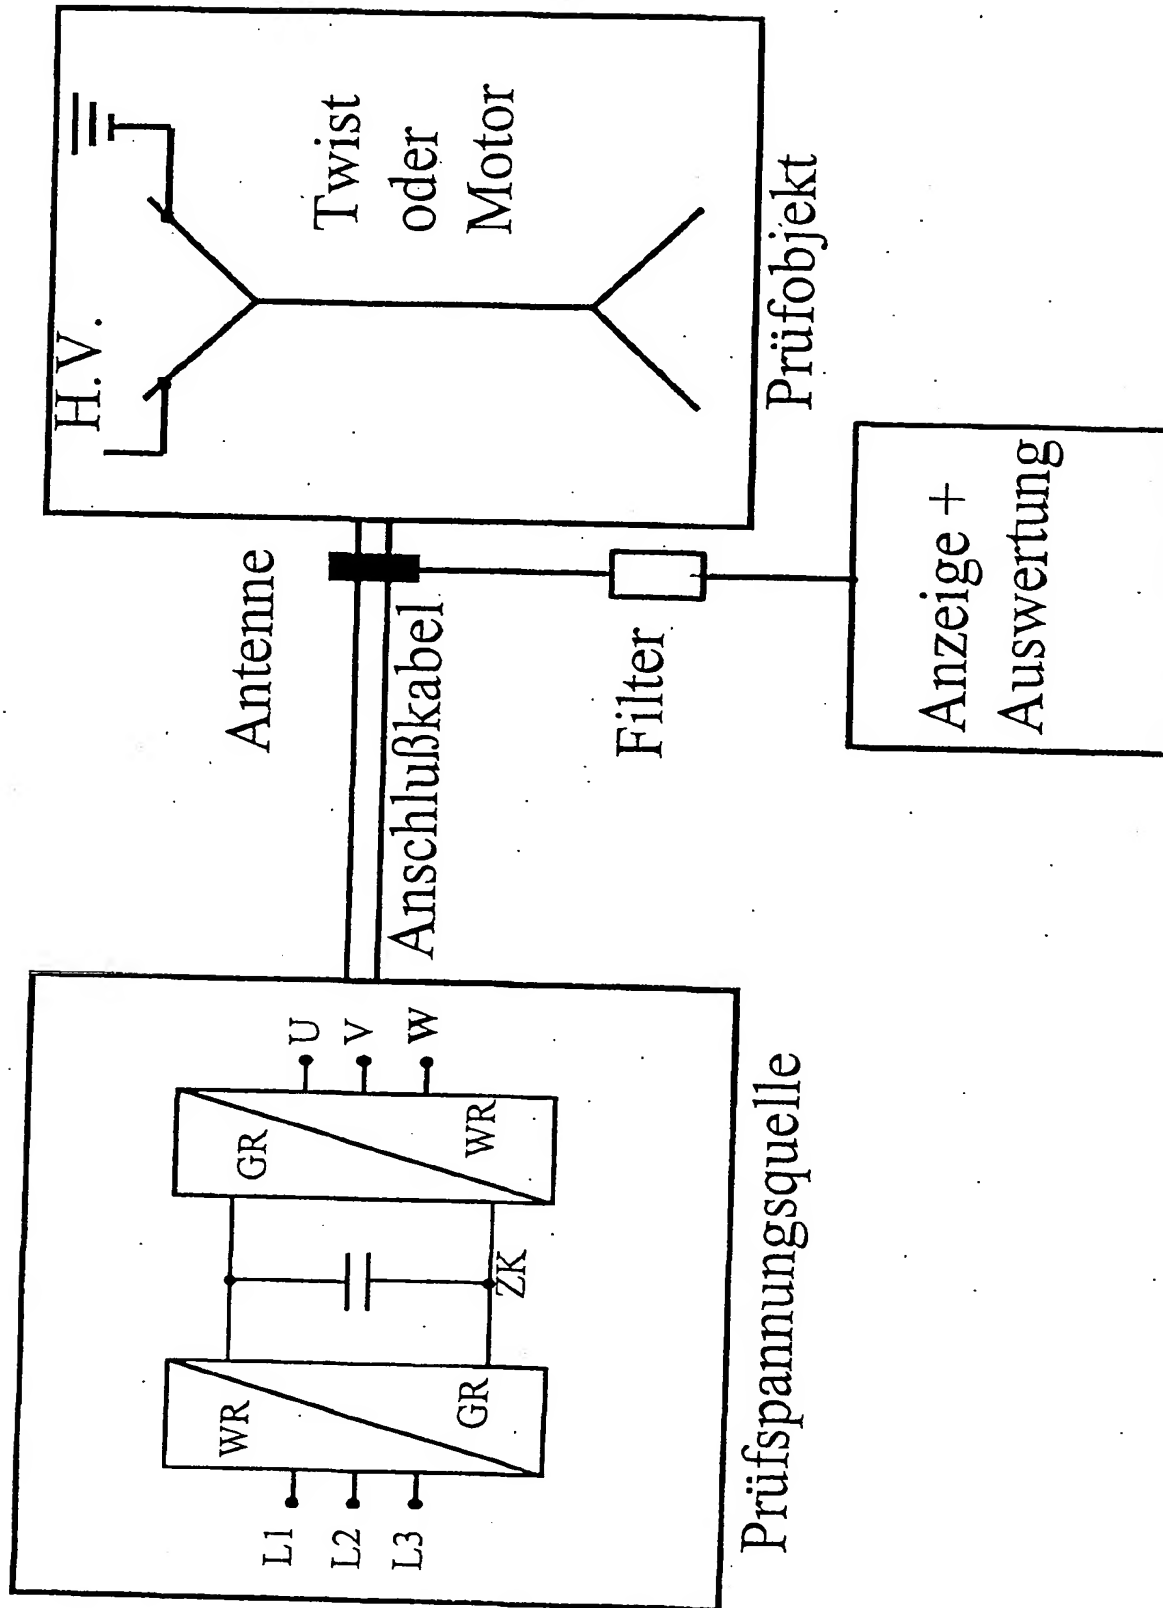 L1
L2
L3
WR
GR
ZK
GR
WR
U
V
W
Prüfspannungsquelle
Antenne
Anschlußkabel
Filter
Anzeige +
Auswertung
H.V.
Twist
oder
Motor
Prüfobjekt